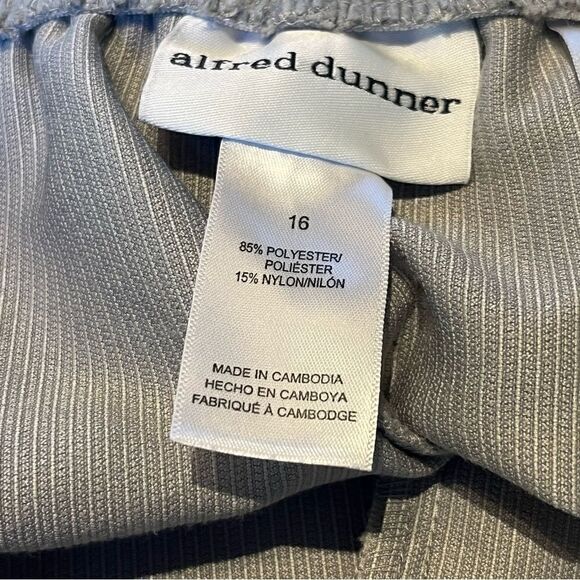 alfred dunner
16
85% POLYESTER/
POLIÉSTER
15% NYLON/NILÓN
MADE IN CAMBODIA
HECHO EN CAMBOYA
FABRIQUÉ À CAMBODGE